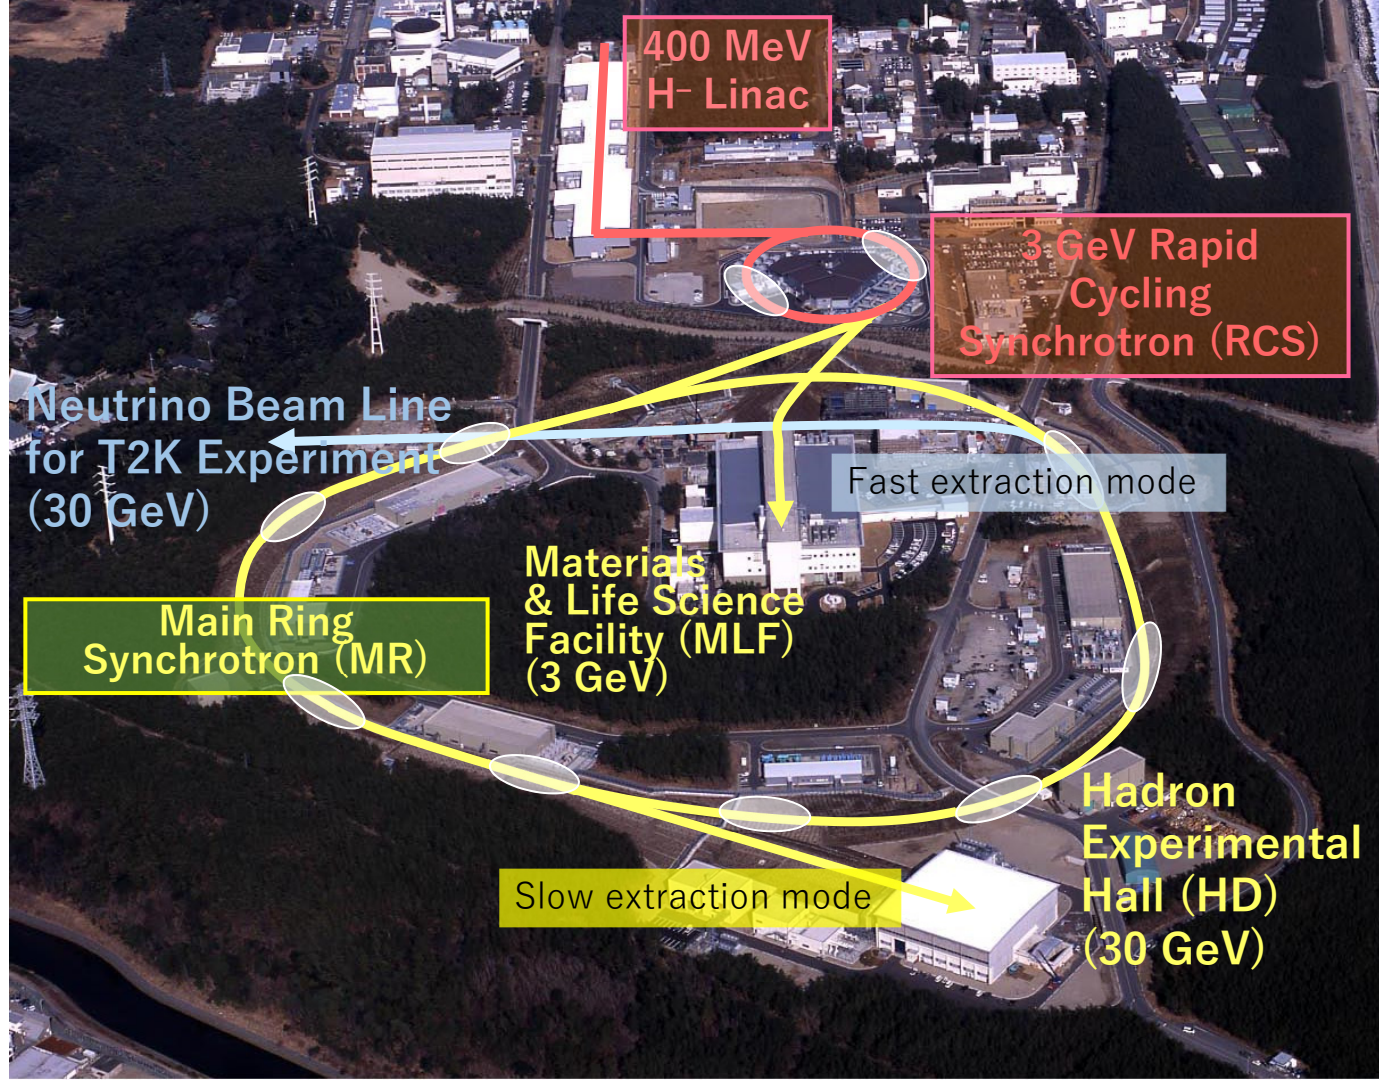 400 MeV
H⁻ Linac
3 GeV Rapid
Cycling
Synchrotron (RCS)
Neutrino Beam Line
for T2K Experiment
(30 GeV)
Fast extraction mode
Materials
& Life Science
Facility (MLF)
(3 GeV)
Main Ring
Synchrotron (MR)
Hadron
Experimental
Hall (HD)
(30 GeV)
Slow extraction mode